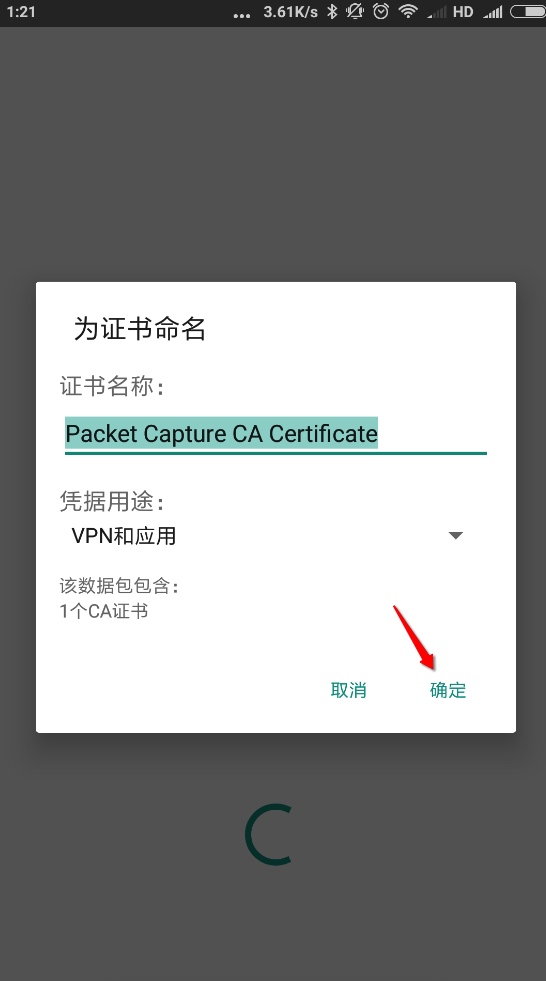 1:21 ... 3.61K/s HD
为证书命名
证书名称：
Packet Capture CA Certificate
凭据用途：
VPN和应用
该数据包包含：
1个CA证书
取消 确定